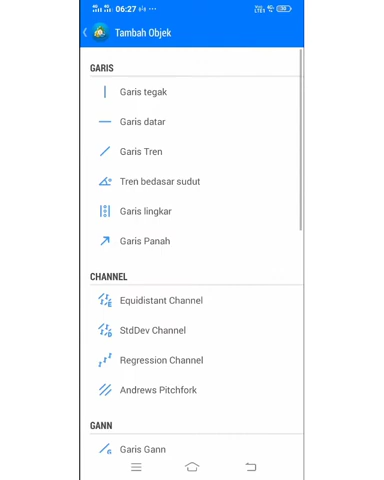 06:27
Tambah Objek
GARIS
Garis tegak
Garis datar
Garis Tren
Tren bedasar sudut
Garis lingkar
Garis Panah
CHANNEL
Equidistant Channel
StdDev Channel
Regression Channel
Andrews Pitchfork
GANN
Garis Gann